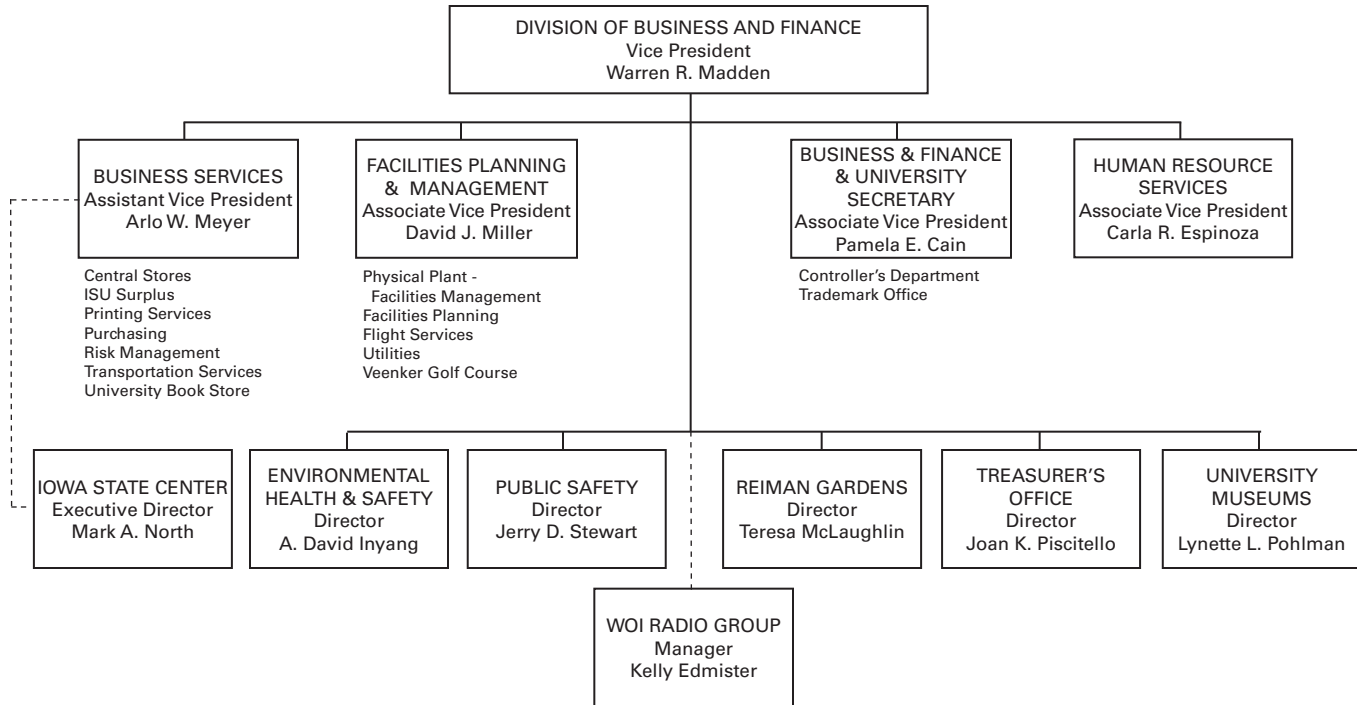 DIVISION OF BUSINESS AND FINANCE
Vice President
Warren R. Madden
BUSINESS SERVICES
Assistant Vice President
Arlo W. Meyer
Central Stores
ISU Surplus
Printing Services
Purchasing
Risk Management
Transportation Services
University Book Store
FACILITIES PLANNING
& MANAGEMENT
Associate Vice President
David J. Miller
Physical Plant -
Facilities Management
Facilities Planning
Flight Services
Utilities
Veenker Golf Course
BUSINESS & FINANCE
& UNIVERSITY
SECRETARY
Associate Vice President
Pamela E. Cain
Controller's Department
Trademark Office
HUMAN RESOURCE
SERVICES
Associate Vice President
Carla R. Espinoza
IOWA STATE CENTER
Executive Director
Mark A. North
ENVIRONMENTAL
HEALTH & SAFETY
Director
A. David Inyang
PUBLIC SAFETY
Director
Jerry D. Stewart
REIMAN GARDENS
Director
Teresa McLaughlin
TREASURER'S
OFFICE
Director
Joan K. Piscitello
UNIVERSITY
MUSEUMS
Director
Lynette L. Pohlman
WOI RADIO GROUP
Manager
Kelly Edmister